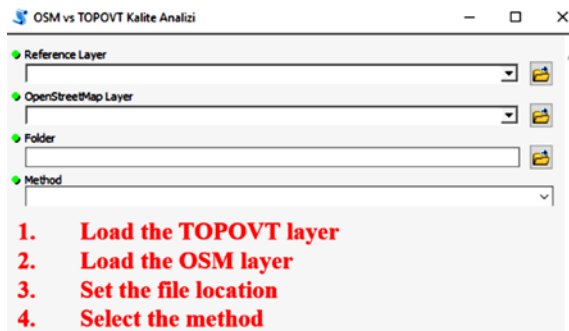 OSM vs TOPOVT Kalite Analizi
Reference Layer
OpenStreetMap Layer
Folder
Method
1. Load the TOPOVT layer
2. Load the OSM layer
3. Set the file location
4. Select the method